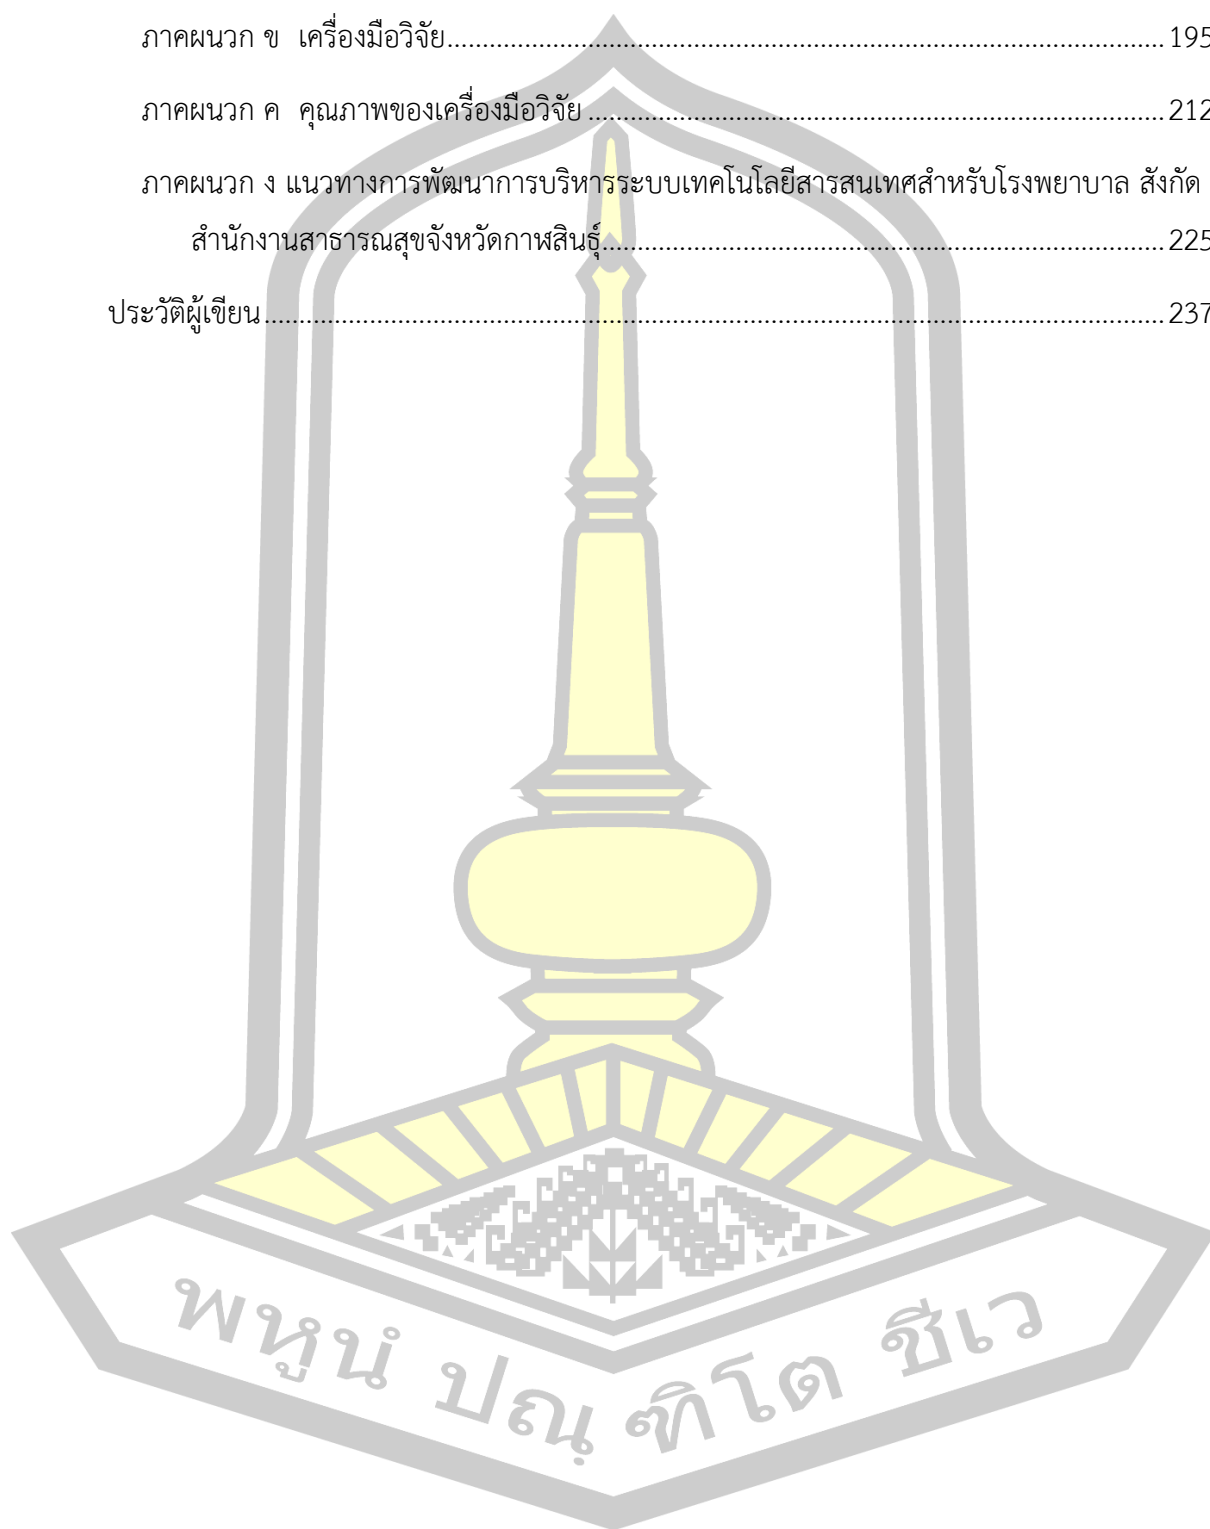 ภาคผนวก ข  เครื่องมือวิจัย.........................................................................................195
ภาคผนวก ค  คุณภาพของเครื่องมือวิจัย.......................................................................212
ภาคผนวก ง แนวทางการพัฒนาการบริหารระบบเทคโนโลยีสารสนเทศสำหรับโรงพยาบาล สังกัด
สำนักงานสาธารณสุขจังหวัดกาฬสินธุ์......................................................................225
ประวัติผู้เขียน................................................................................................................237
พหูนํ ปณฺฑิโต ชีเว